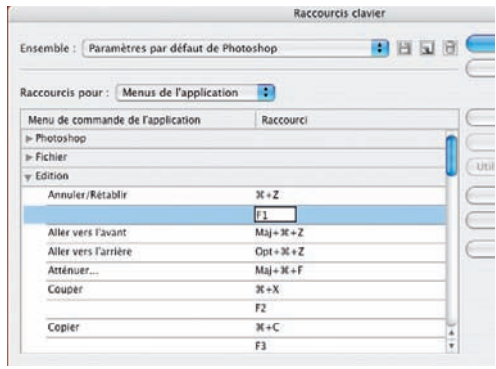 Raccourcis clavier
Ensemble : Paramètres par défaut de Photoshop
Raccourcis pour : Menus de l'application
Menu de commande de l'application Raccourci
Photoshop
Fichier
Edition
Annuler/Rétablir ⌘+Z
F1
Aller vers l'avant Maj+⌘+Z
Aller vers l'arrière Opt+⌘+Z
Atténuer... Maj+⌘+F
Couper ⌘+X
F2
Copier ⌘+C
F3